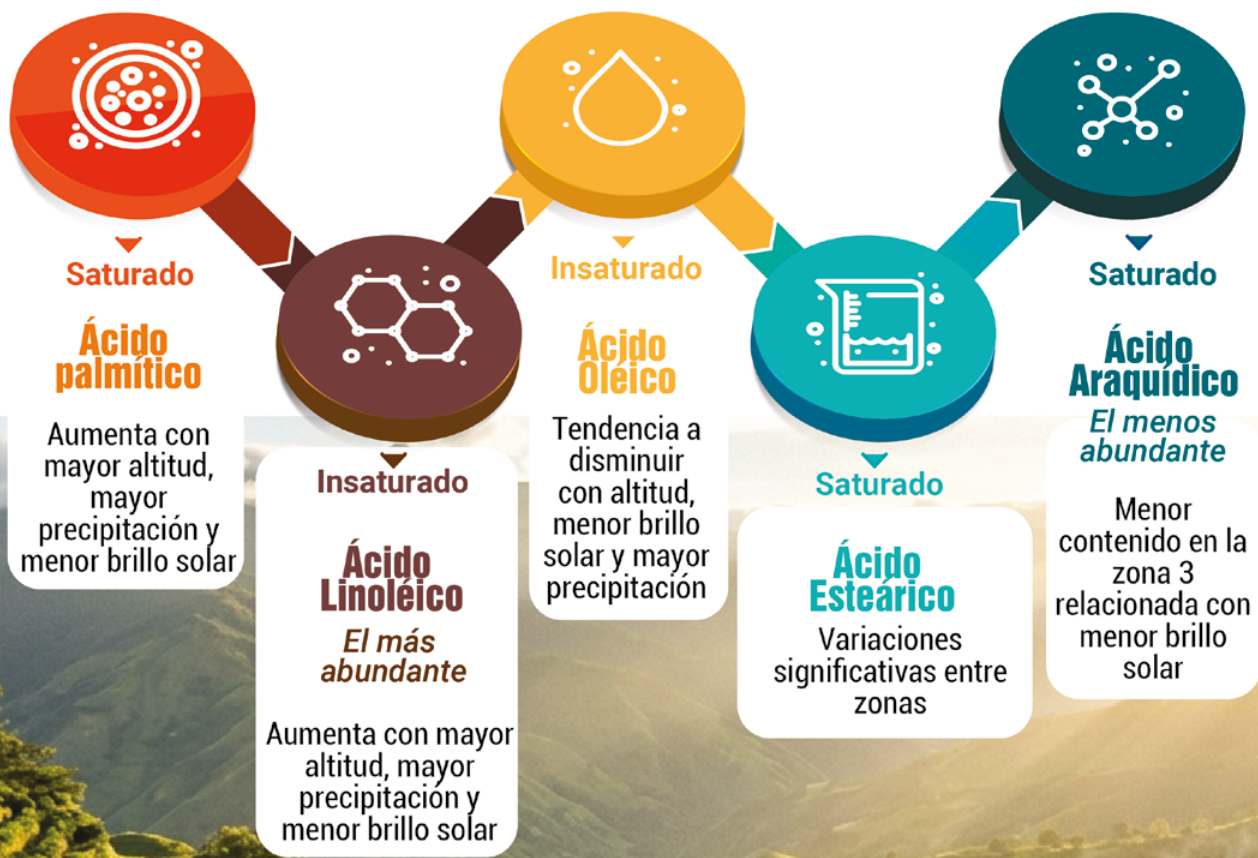 Saturado
Ácido
palmítico
Aumenta con
mayor altitud,
mayor
precipitación y
menor brillo solar
Insaturado
Ácido
Linoléico
El más
abundante
Aumenta con mayor
altitud, mayor
precipitación y
menor brillo solar
Insaturado
Ácido
Oléico
Tendencia a
disminuir
con altitud,
menor brillo
solar y mayor
precipitación
Saturado
Ácido
Esteárico
Variaciones
significativas entre
zonas
Saturado
Ácido
Araquídico
El menos
abundante
Menor
contenido en la
zona 3
relacionada con
menor brillo
solar